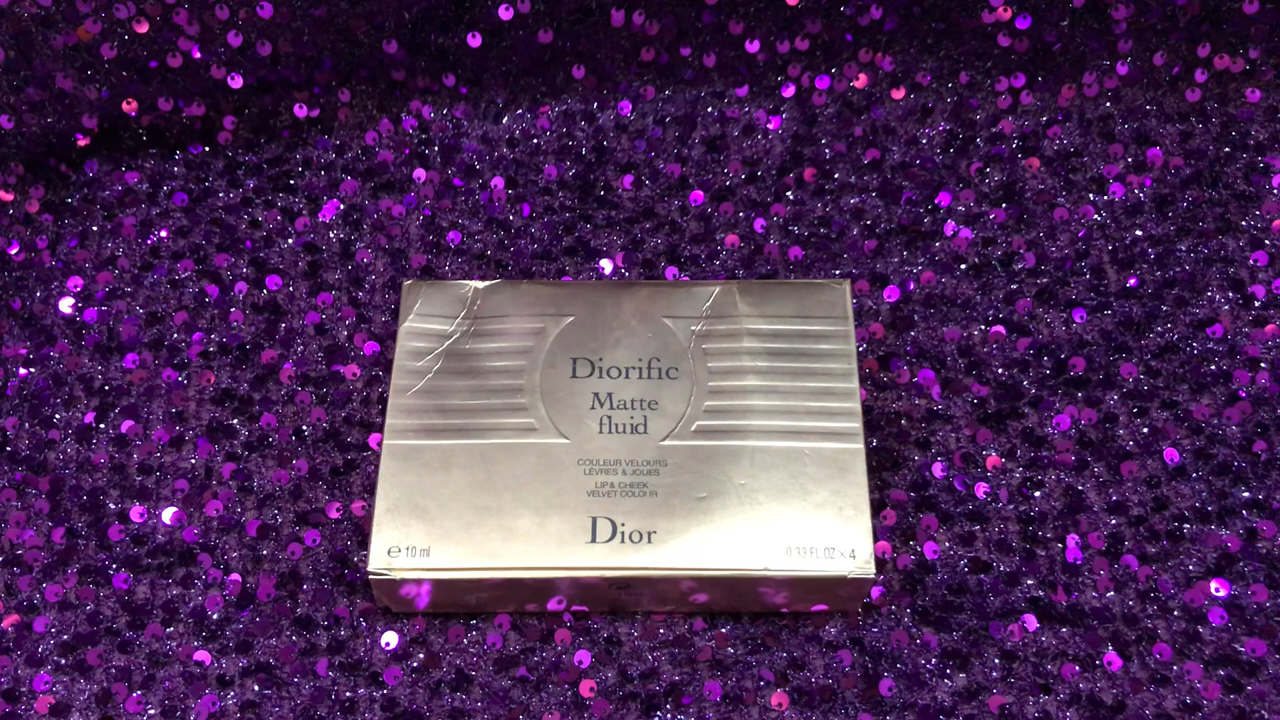 Diorific
Matte
fluid
COULEUR VELOURS
LÈVRES & JOUES
LIP & CHEEK
VELVET COLOUR
Dior
℮ 10 ml
0.33 FL.OZ × 4